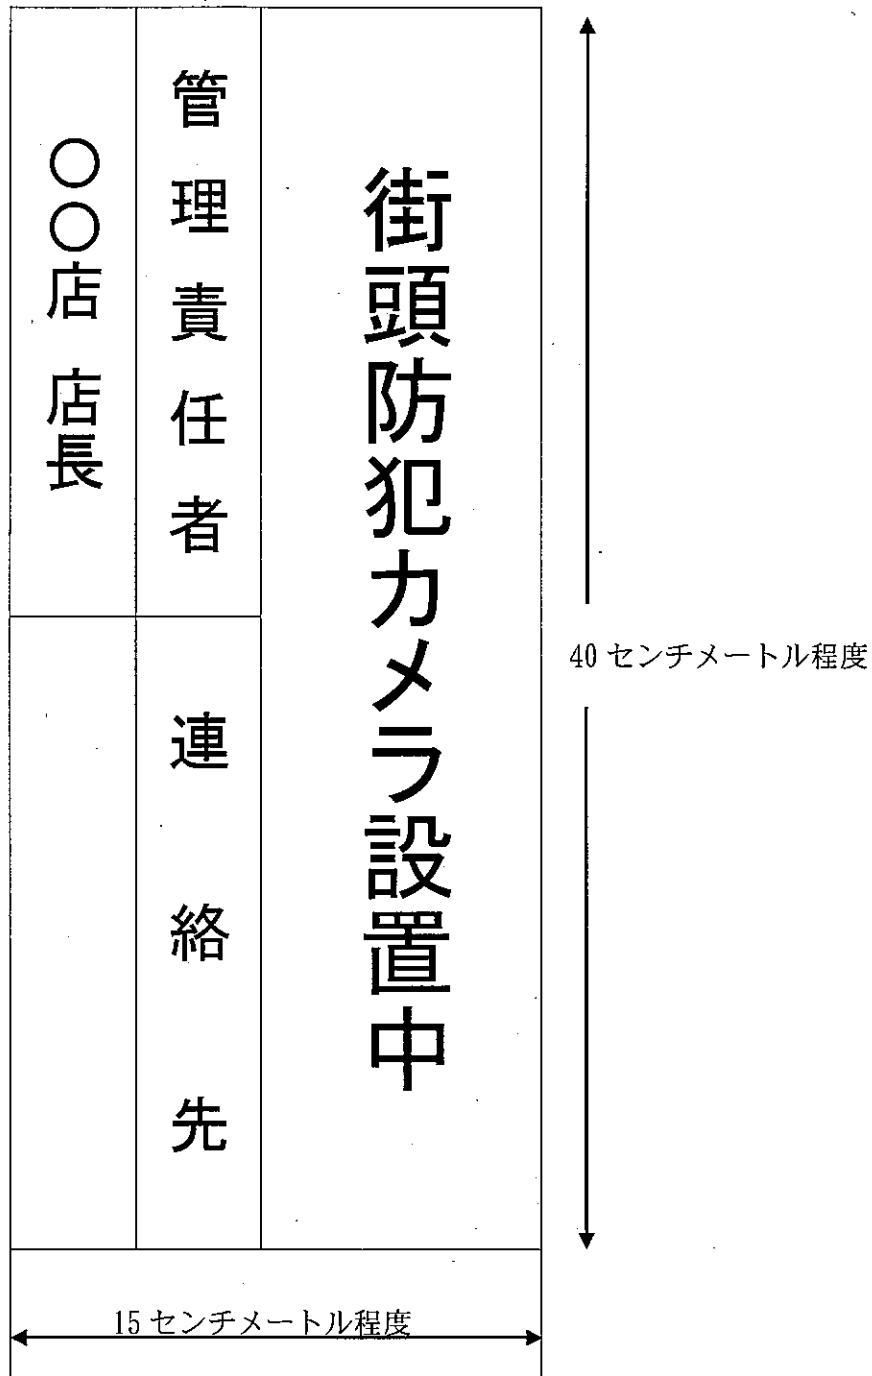 街頭防犯カメラ設置中
管理責任者
連絡先
〇〇店 店長
40センチメートル程度
15センチメートル程度